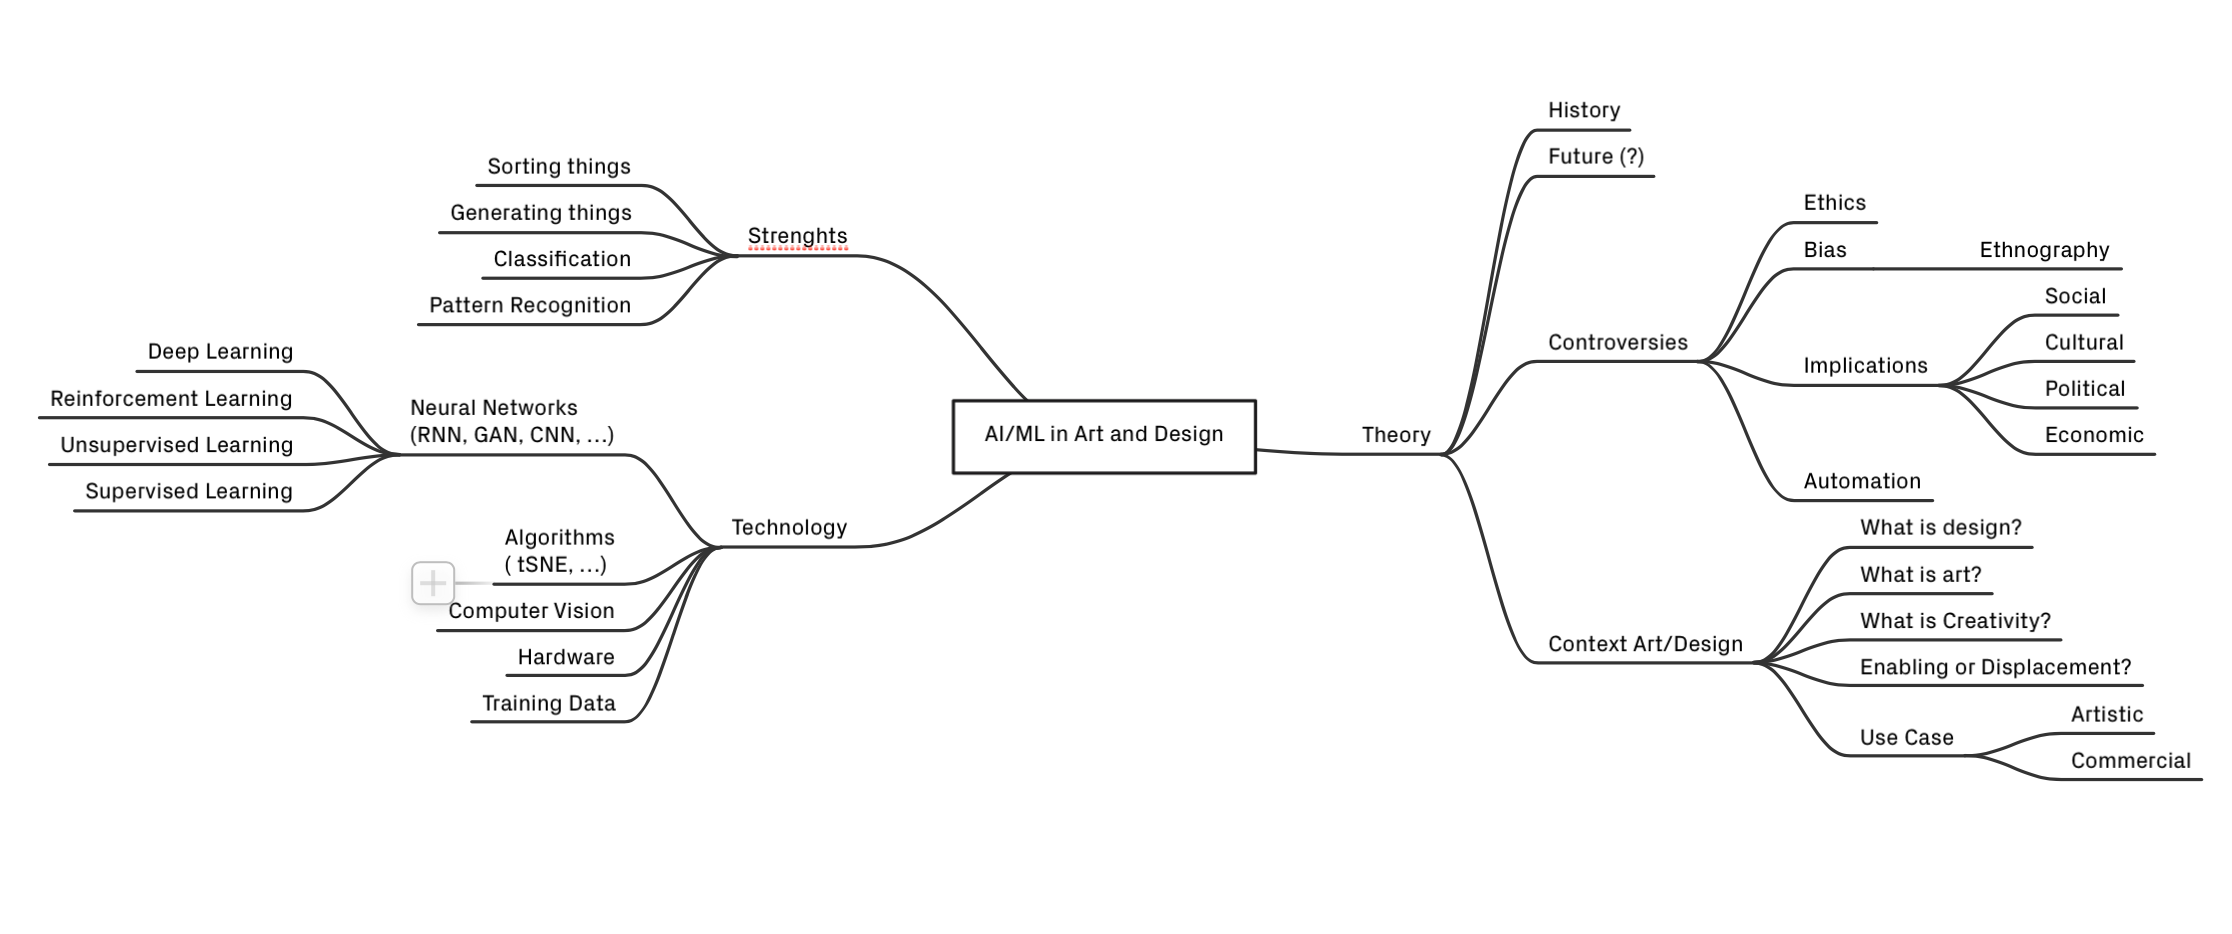 AI/ML in Art and Design
Strenghts
Sorting things
Generating things
Classification
Pattern Recognition
Technology
Neural Networks
(RNN, GAN, CNN, ...)
Deep Learning
Reinforcement Learning
Unsupervised Learning
Supervised Learning
Algorithms
( tSNE, ...)
Computer Vision
Hardware
Training Data
Theory
History
Future (?)
Controversies
Ethics
Bias
Ethnography
Implications
Social
Cultural
Political
Economic
Automation
Context Art/Design
What is design?
What is art?
What is Creativity?
Enabling or Displacement?
Use Case
Artistic
Commercial